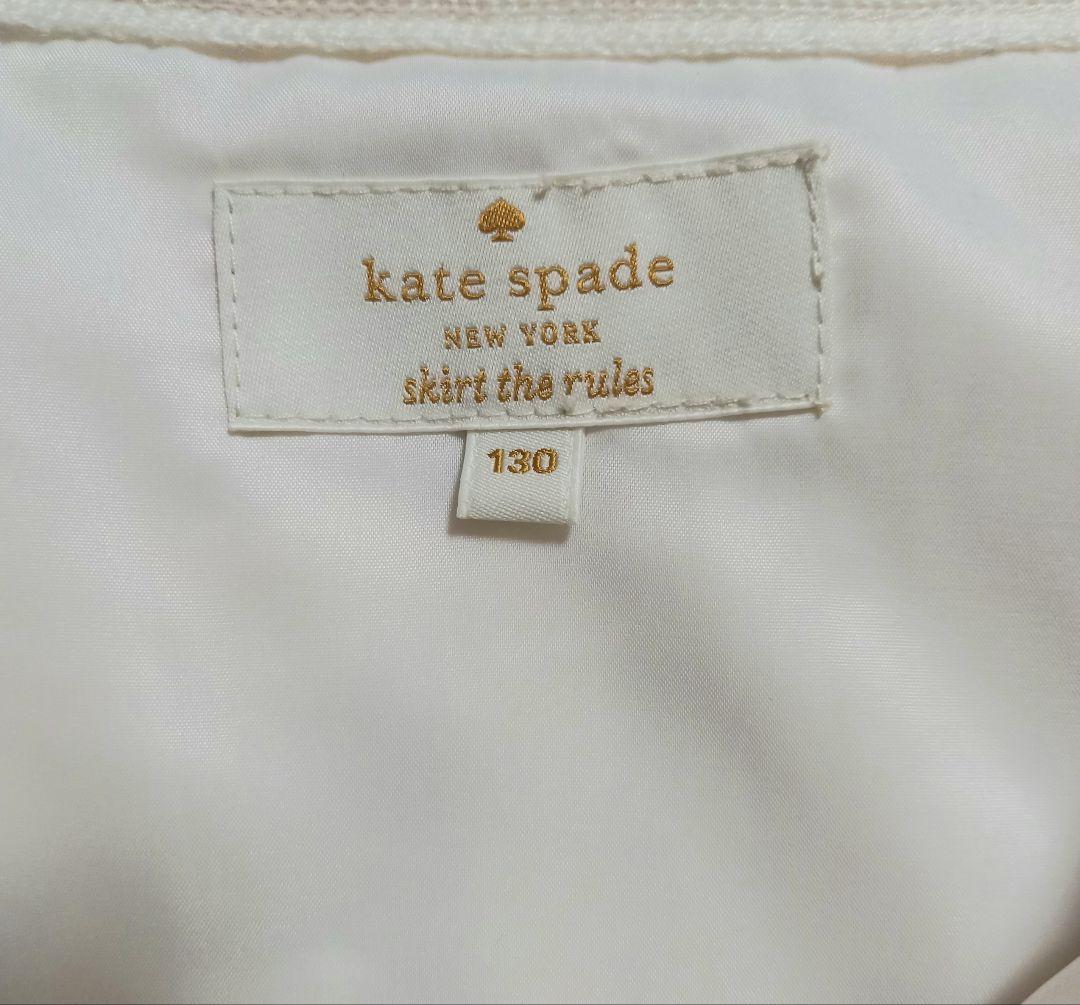 kate spade
NEW YORK
skirt the rules
130